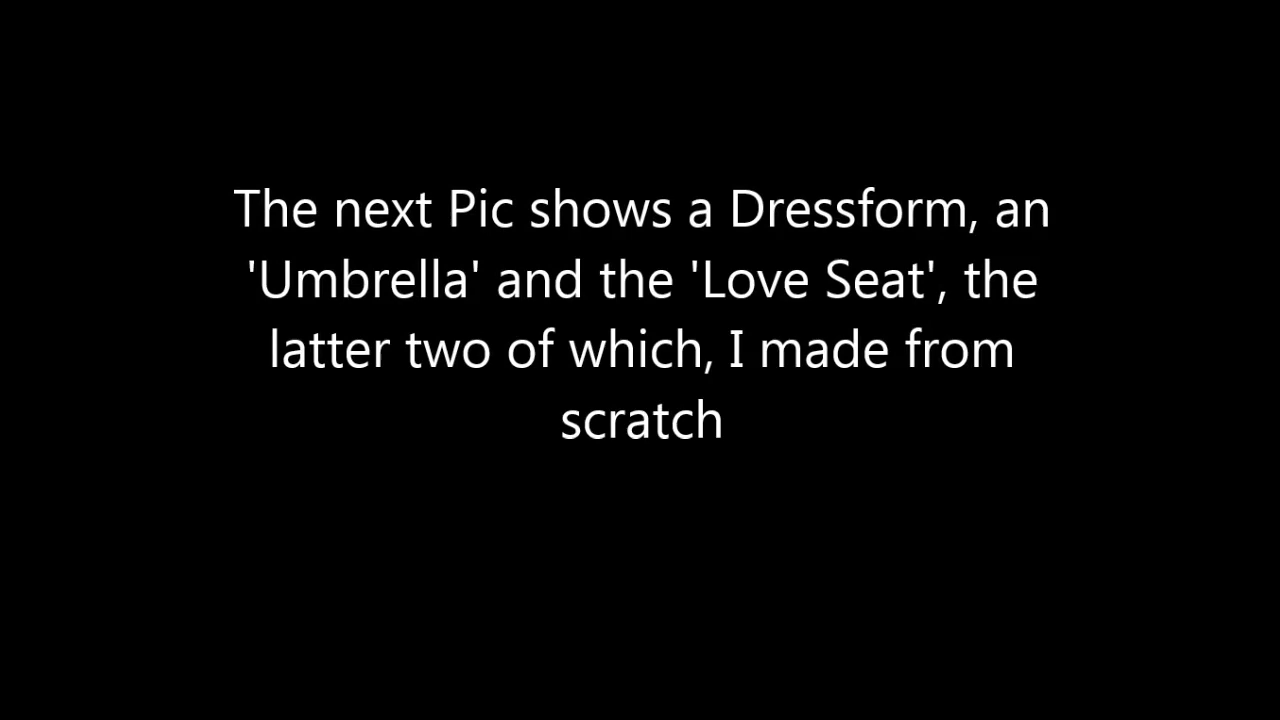 The next Pic shows a Dressform, an
'Umbrella' and the 'Love Seat', the
latter two of which, I made from
scratch